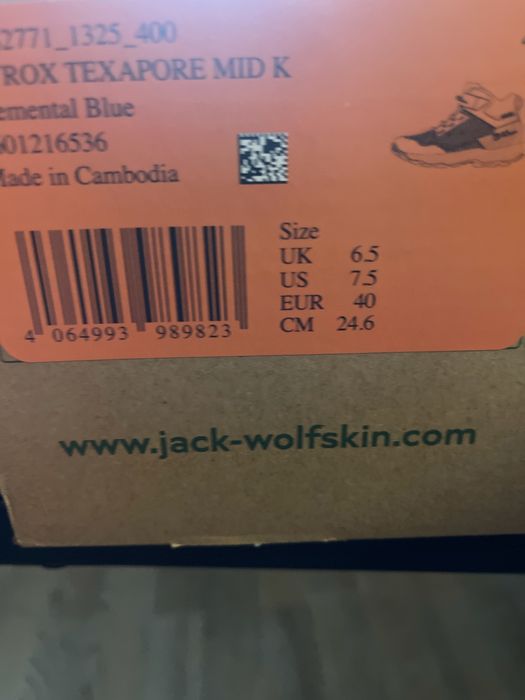 2771_1325_400
TROX TEXAPORE MID K
emental Blue
601216536
Made in Cambodia
4 064993 989823
Size
UK 6.5
US 7.5
EUR 40
CM 24.6
www.jack-wolfskin.com